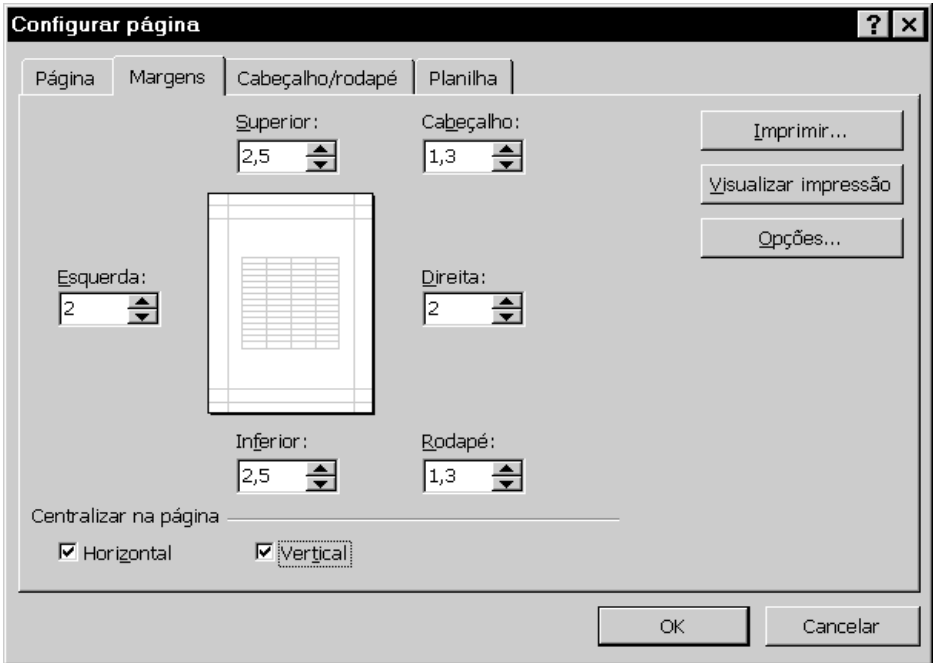 Configurar página
Página Margens Cabeçalho/rodapé Planilha
Superior: Cabeçalho:
2,5 1,3
Imprimir...
Visualizar impressão
Opções...
Esquerda: Direita:
2 2
Inferior: Rodapé:
2,5 1,3
Centralizar na página
Horizontal Vertical
OK Cancelar